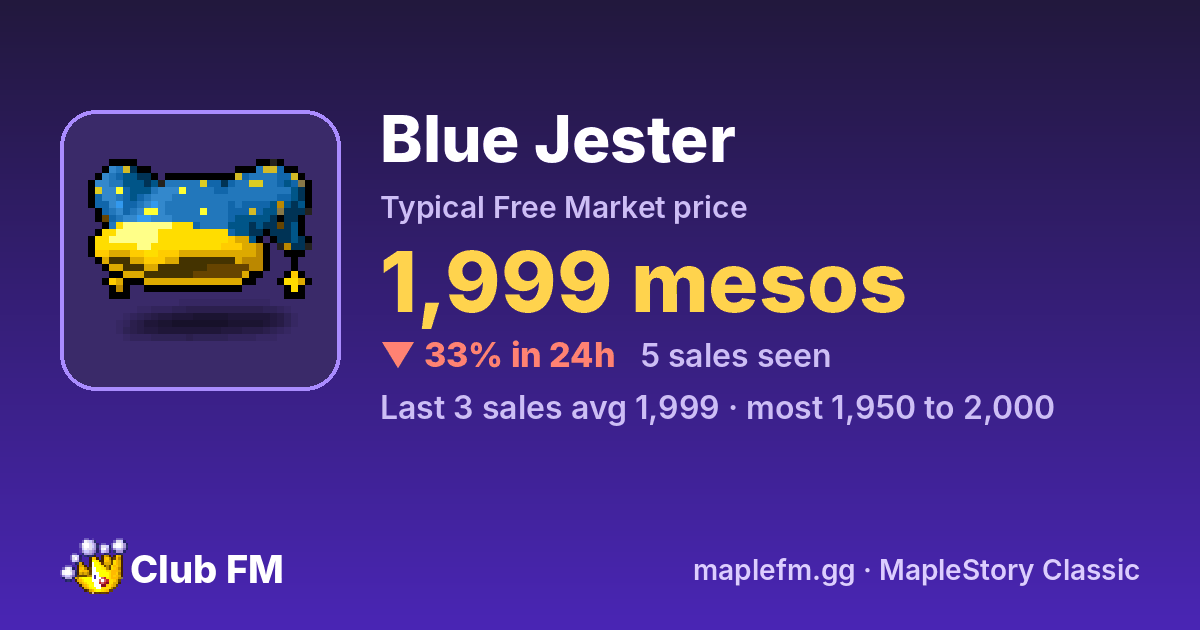 Blue Jester
Typical Free Market price
1,999 mesos
▼ 33% in 24h 5 sales seen
Last 3 sales avg 1,999 · most 1,950 to 2,000
Club FM
maplefm.gg · MapleStory Classic